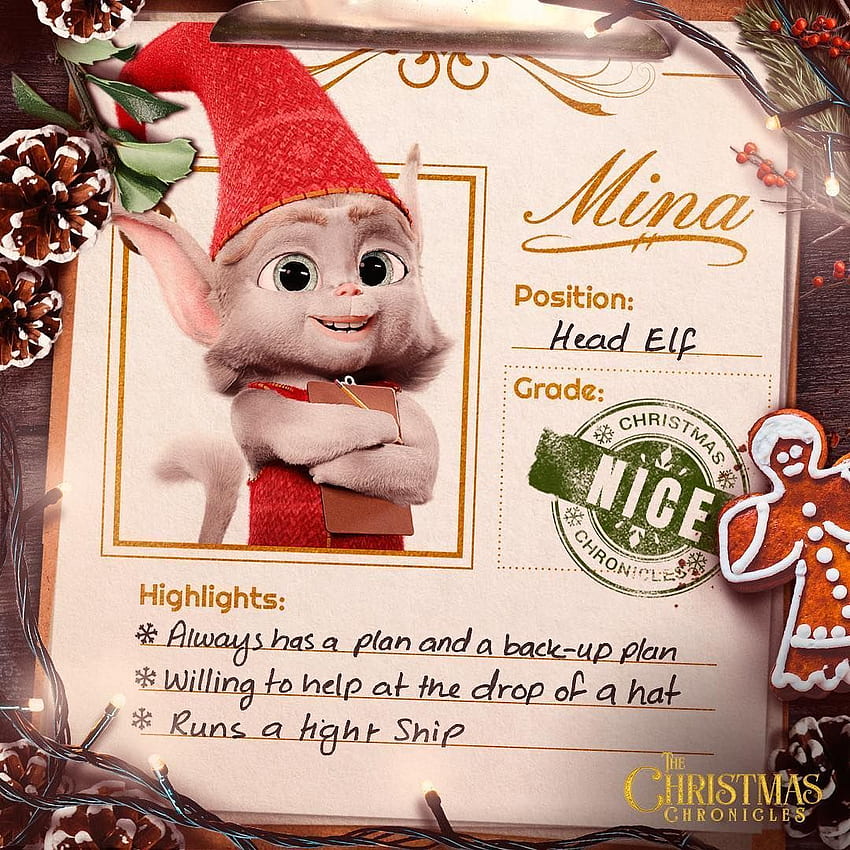 Mina
Position:
Head Elf
Grade:
CHRISTMAS
NICE
CHRONICLES
Highlights:
Always has a plan and a back-up plan
Willing to help at the drop of a hat
Runs a tight Ship
THE
CHRISTMAS
CHRONICLES